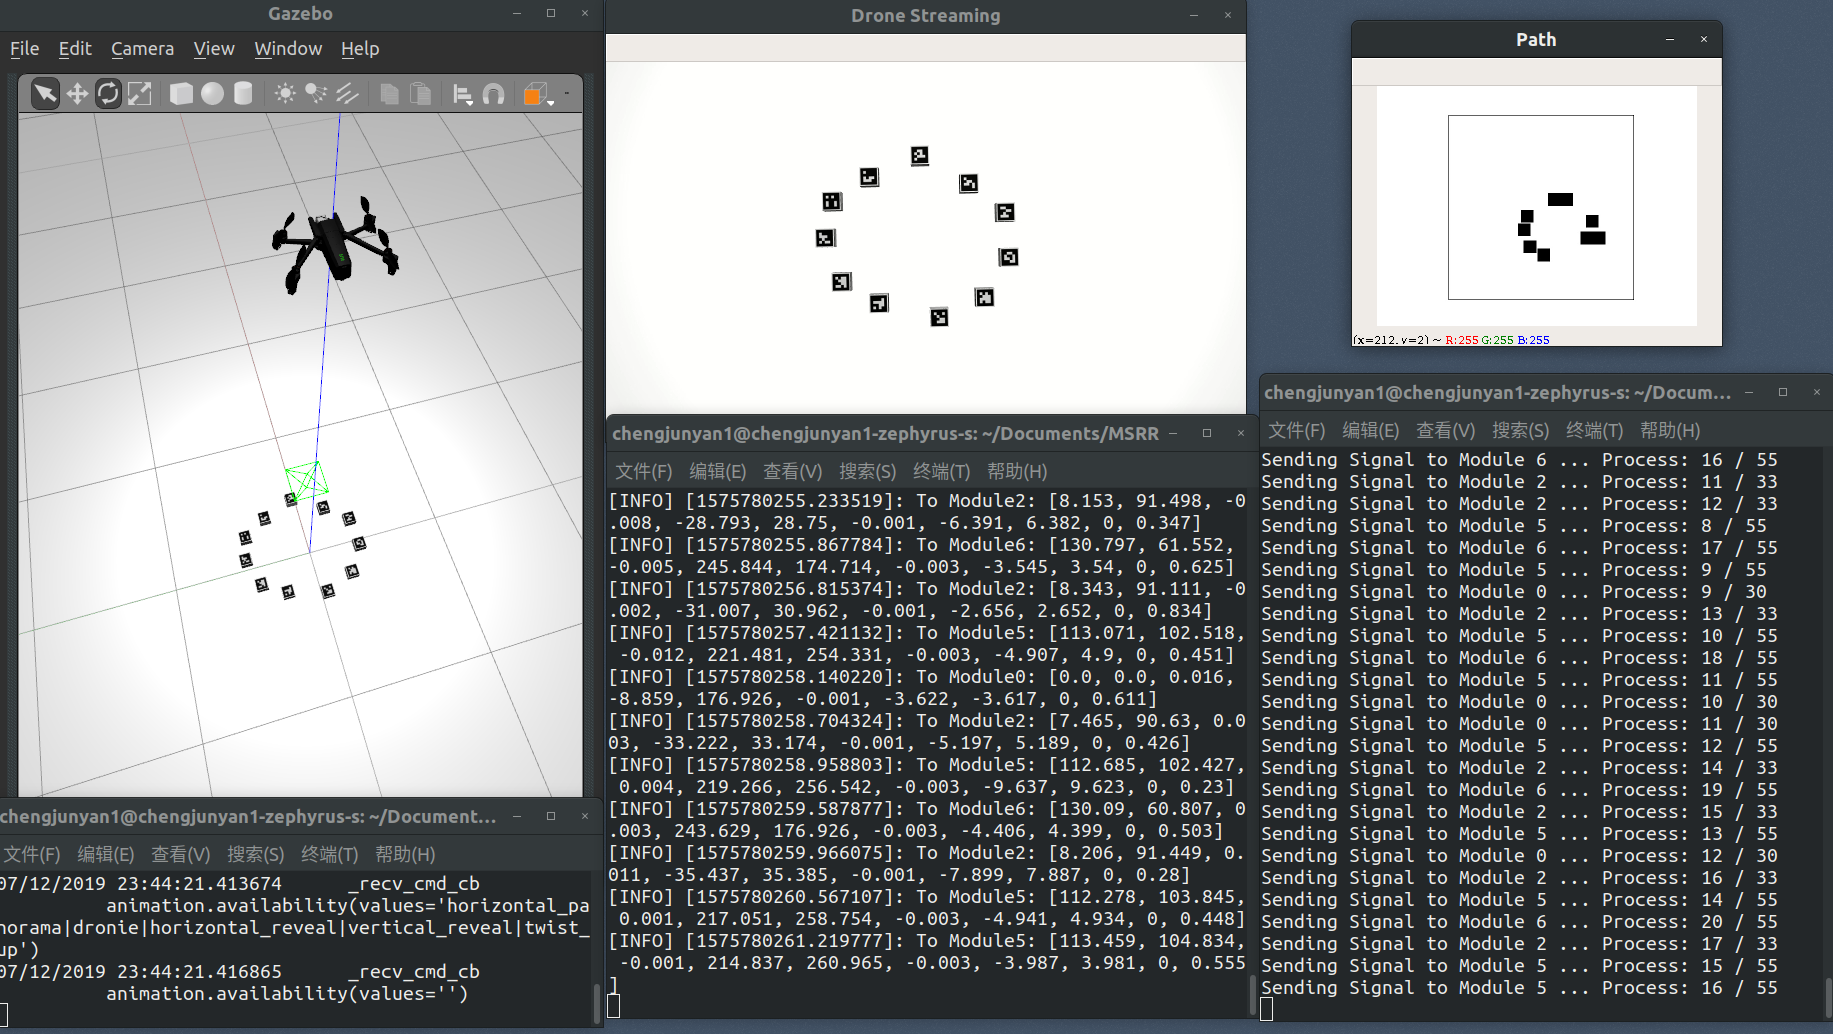 Gazebo
File Edit Camera View Window Help
Drone Streaming
Path
(x=212, y=2) ~ R:255 G:255 B:255
chengjunyan1@chengjunyan1-zephyrus-s: ~/Documents/MSRR
文件(F) 编辑(E) 查看(V) 搜索(S) 终端(T) 帮助(H)
[INFO] [1575780255.233519]: To Module2: [8.153, 91.498, -0
.008, -28.793, 28.75, -0.001, -6.391, 6.382, 0, 0.347]
[INFO] [1575780255.867784]: To Module6: [130.797, 61.552,
-0.005, 245.844, 174.714, -0.003, -3.545, 3.54, 0, 0.625]
[INFO] [1575780256.815374]: To Module2: [8.343, 91.111, -0
.002, -31.007, 30.962, -0.001, -2.656, 2.652, 0, 0.834]
[INFO] [1575780257.421132]: To Module5: [113.071, 102.518,
-0.012, 221.481, 254.331, -0.003, -4.907, 4.9, 0, 0.451]
[INFO] [1575780258.140220]: To Module0: [0.0, 0.0, 0.016,
-8.859, 176.926, -0.001, -3.622, -3.617, 0, 0.611]
[INFO] [1575780258.704324]: To Module2: [7.465, 90.63, 0.0
03, -33.222, 33.174, -0.001, -5.197, 5.189, 0, 0.426]
[INFO] [1575780258.958803]: To Module5: [112.685, 102.427,
0.004, 219.266, 256.542, -0.003, -9.637, 9.623, 0, 0.23]
[INFO] [1575780259.587877]: To Module6: [130.09, 60.807, 0
.003, 243.629, 176.926, -0.003, -4.406, 4.399, 0, 0.503]
[INFO] [1575780259.966075]: To Module2: [8.206, 91.449, 0.
011, -35.437, 35.385, -0.001, -7.899, 7.887, 0, 0.28]
[INFO] [1575780260.567107]: To Module5: [112.278, 103.845,
0.001, 217.051, 258.754, -0.003, -4.941, 4.934, 0, 0.448]
[INFO] [1575780261.219777]: To Module5: [113.459, 104.834,
-0.001, 214.837, 260.965, -0.003, -3.987, 3.981, 0, 0.555
]
chengjunyan1@chengjunyan1-zephyrus-s: ~/Docum...
文件(F) 编辑(E) 查看(V) 搜索(S) 终端(T) 帮助(H)
Sending Signal to Module 6 ... Process: 16 / 55
Sending Signal to Module 2 ... Process: 11 / 33
Sending Signal to Module 2 ... Process: 12 / 33
Sending Signal to Module 5 ... Process: 8 / 55
Sending Signal to Module 6 ... Process: 17 / 55
Sending Signal to Module 5 ... Process: 9 / 55
Sending Signal to Module 0 ... Process: 9 / 30
Sending Signal to Module 2 ... Process: 13 / 33
Sending Signal to Module 5 ... Process: 10 / 55
Sending Signal to Module 6 ... Process: 18 / 55
Sending Signal to Module 5 ... Process: 11 / 55
Sending Signal to Module 0 ... Process: 10 / 30
Sending Signal to Module 0 ... Process: 11 / 30
Sending Signal to Module 5 ... Process: 12 / 55
Sending Signal to Module 2 ... Process: 14 / 33
Sending Signal to Module 6 ... Process: 19 / 55
Sending Signal to Module 2 ... Process: 15 / 33
Sending Signal to Module 5 ... Process: 13 / 55
Sending Signal to Module 0 ... Process: 12 / 30
Sending Signal to Module 2 ... Process: 16 / 33
Sending Signal to Module 5 ... Process: 14 / 55
Sending Signal to Module 6 ... Process: 20 / 55
Sending Signal to Module 2 ... Process: 17 / 33
Sending Signal to Module 5 ... Process: 15 / 55
Sending Signal to Module 5 ... Process: 16 / 55
chengjunyan1@chengjunyan1-zephyrus-s: ~/Document...
文件(F) 编辑(E) 查看(V) 搜索(S) 终端(T) 帮助(H)
07/12/2019 23:44:21.413674 _recv_cmd_cb
animation.availability(values='horizontal_pa
norama|dronie|horizontal_reveal|vertical_reveal|twist_
up')
07/12/2019 23:44:21.416865 _recv_cmd_cb
animation.availability(values='')